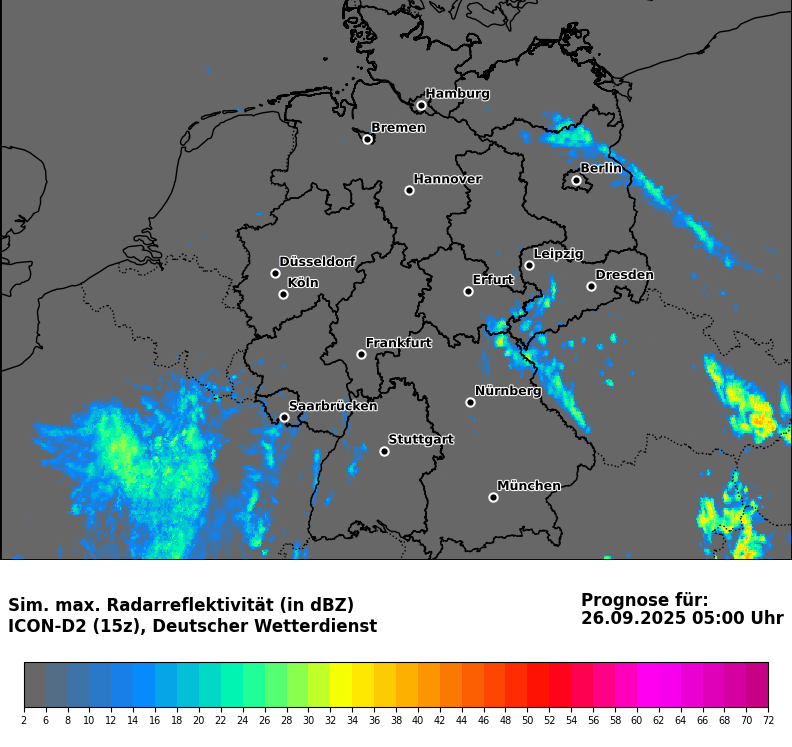 Hamburg
Bremen
Berlin
Hannover
Leipzig
Düsseldorf
Dresden
Köln
Erfurt
Frankfurt
Nürnberg
Saarbrücken
Stuttgart
München
Sim. max. Radarreflektivität (in dBZ)
ICON-D2 (15z), Deutscher Wetterdienst
Prognose für:
26.09.2025 05:00 Uhr
2 6 8 10 12 14 16 18 20 22 24 26 28 30 32 34 36 38 40 42 44 46 48 50 52 54 56 58 60 62 64 66 68 70 72